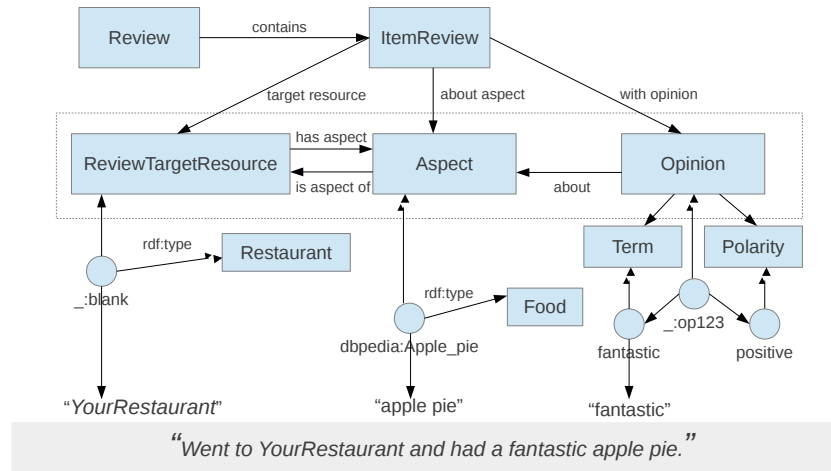 Review
contains
ItemReview
target resource
about aspect
with opinion
ReviewTargetResource
has aspect
is aspect of
Aspect
about
Opinion
rdf:type
Restaurant
_:blank
Term
Polarity
rdf:type
Food
dbpedia:Apple_pie
_:op123
fantastic
positive
“YourRestaurant”
“apple pie”
“fantastic”
“Went to YourRestaurant and had a fantastic apple pie.”